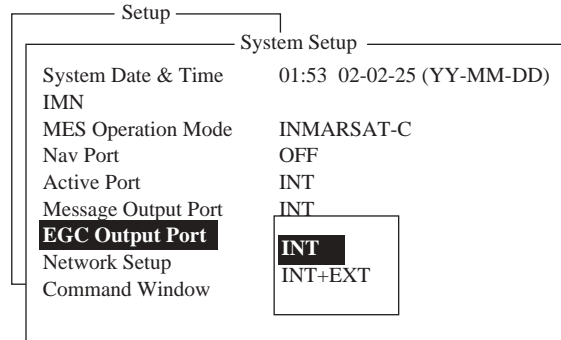 Setup
System Setup
System Date & Time 01:53 02-02-25 (YY-MM-DD)
IMN
MES Operation Mode INMARSAT-C
Nav Port OFF
Active Port INT
Message Output Port INT
EGC Output Port
INT
Network Setup
INT+EXT
Command Window